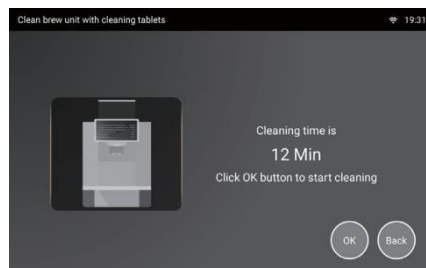 Clean brew unit with cleaning tablets
19:31
Cleaning time is
12 Min
Click OK button to start cleaning
OK
Back